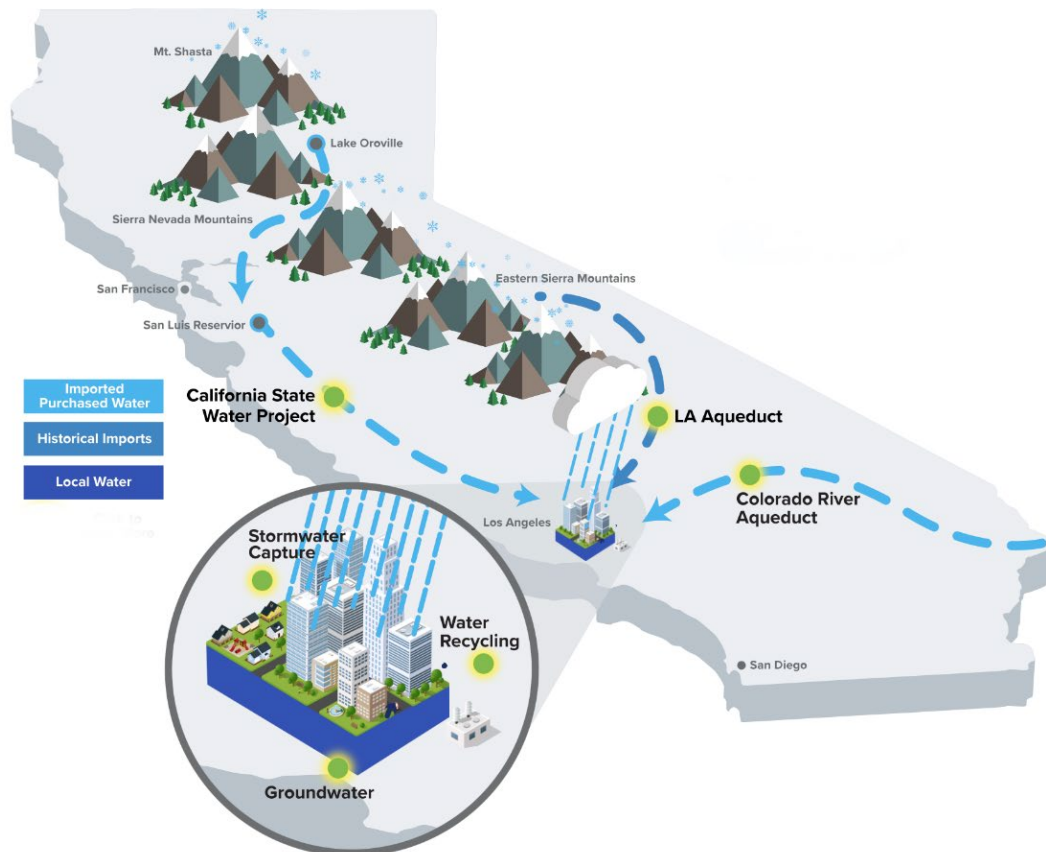 Mt. Shasta
Lake Oroville
Sierra Nevada Mountains
Eastern Sierra Mountains
San Francisco
San Luis Reservior
Imported
Purchased Water
Historical Imports
Local Water
California State
Water Project
LA Aqueduct
Colorado River
Aqueduct
Los Angeles
Stormwater
Capture
Water
Recycling
Groundwater
San Diego